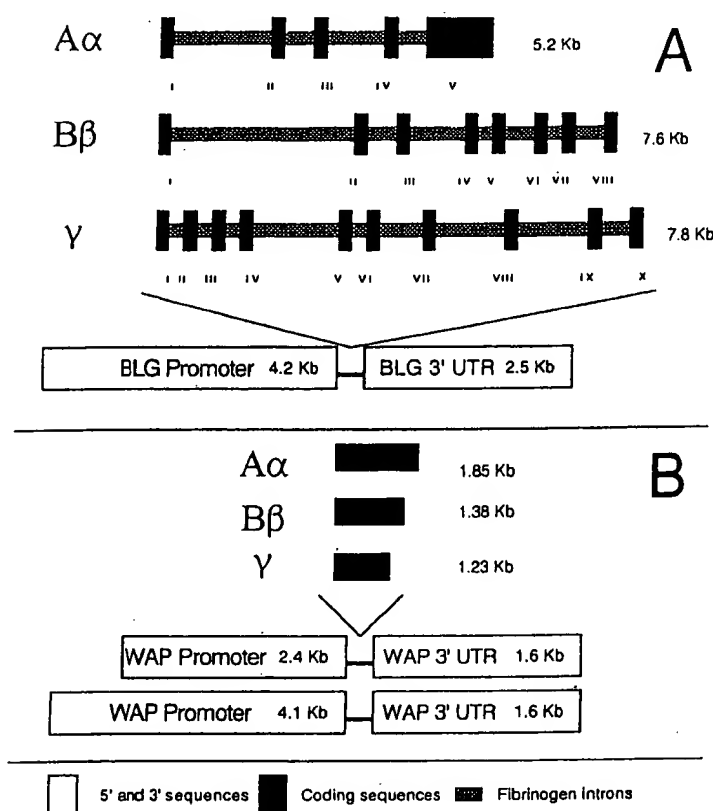 Aα 5.2 Kb A
I II III IV V
Bβ 7.6 Kb
I II III IV V VI VII VIII
γ 7.8 Kb
I II III IV V VI VII VIII IX X
BLG Promoter 4.2 Kb BLG 3' UTR 2.5 Kb
Aα 1.85 Kb B
Bβ 1.38 Kb
γ 1.23 Kb
WAP Promoter 2.4 Kb WAP 3' UTR 1.6 Kb
WAP Promoter 4.1 Kb WAP 3' UTR 1.6 Kb
5' and 3' sequences Coding sequences Fibrinogen introns